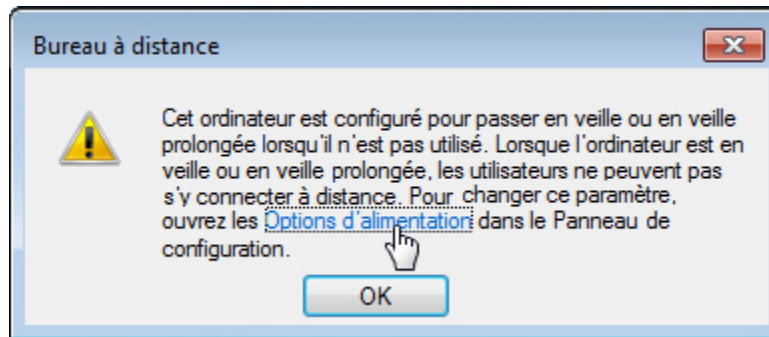 Bureau à distance
Cet ordinateur est configuré pour passer en veille ou en veille
prolongée lorsqu'il n'est pas utilisé. Lorsque l'ordinateur est en
veille ou en veille prolongée, les utilisateurs ne peuvent pas
s'y connecter à distance. Pour changer ce paramètre,
ouvrez les Options d'alimentation dans le Panneau de
configuration.
OK